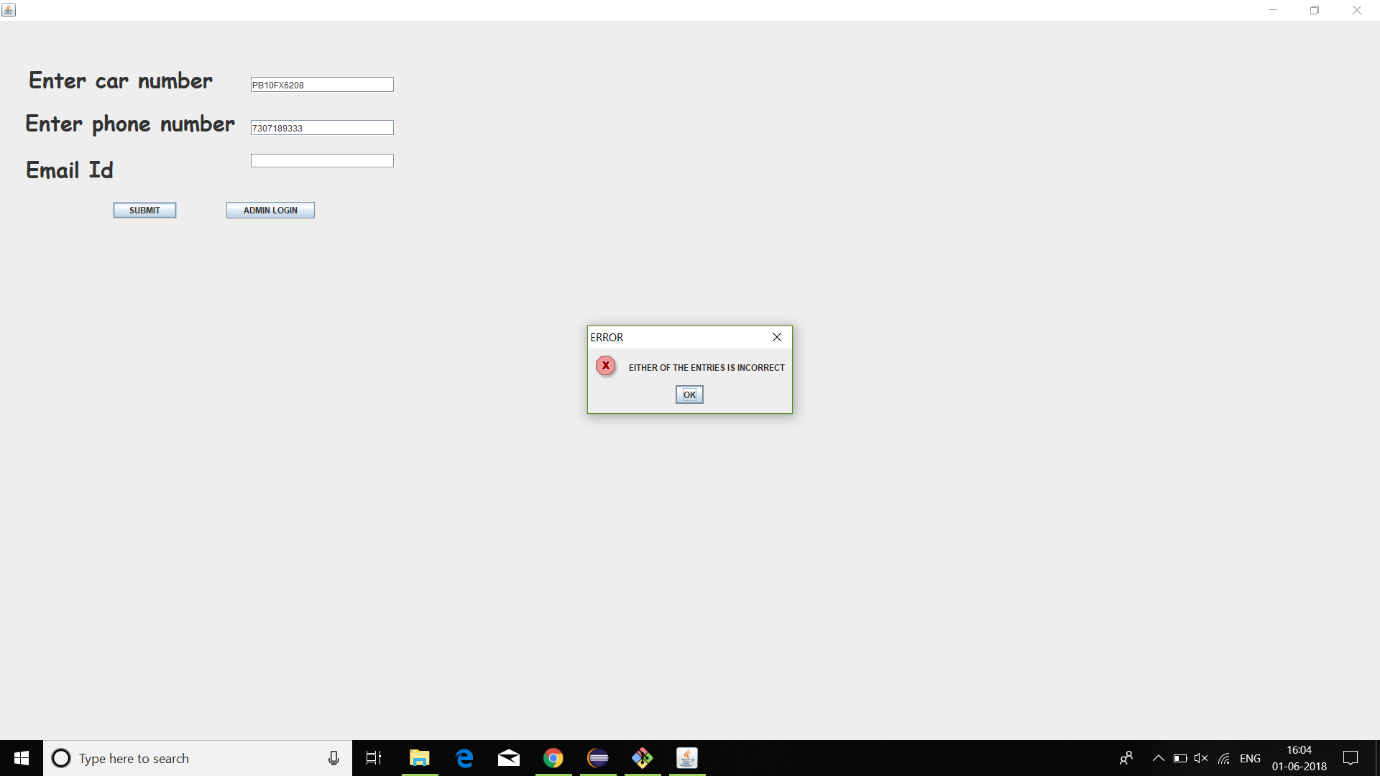 Enter car number
PB10FX6208
Enter phone number
7307189333
Email Id
SUBMIT
ADMIN LOGIN
ERROR
EITHER OF THE ENTRIES IS INCORRECT
OK
Type here to search
ENG
16:04
01-06-2018